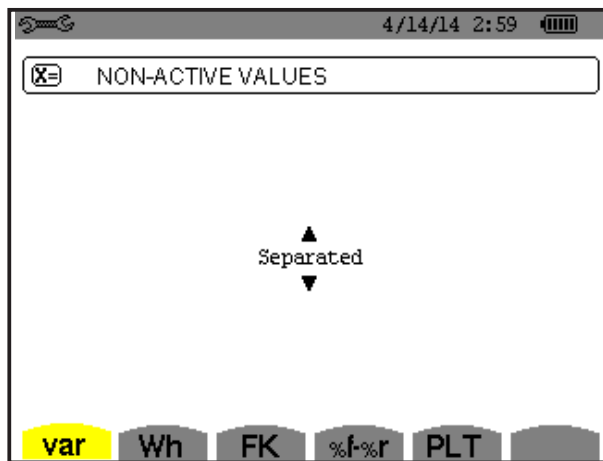 4/14/14 2:59
X= NON-ACTIVE VALUES
Separated
var Wh FK %f-%r PLT